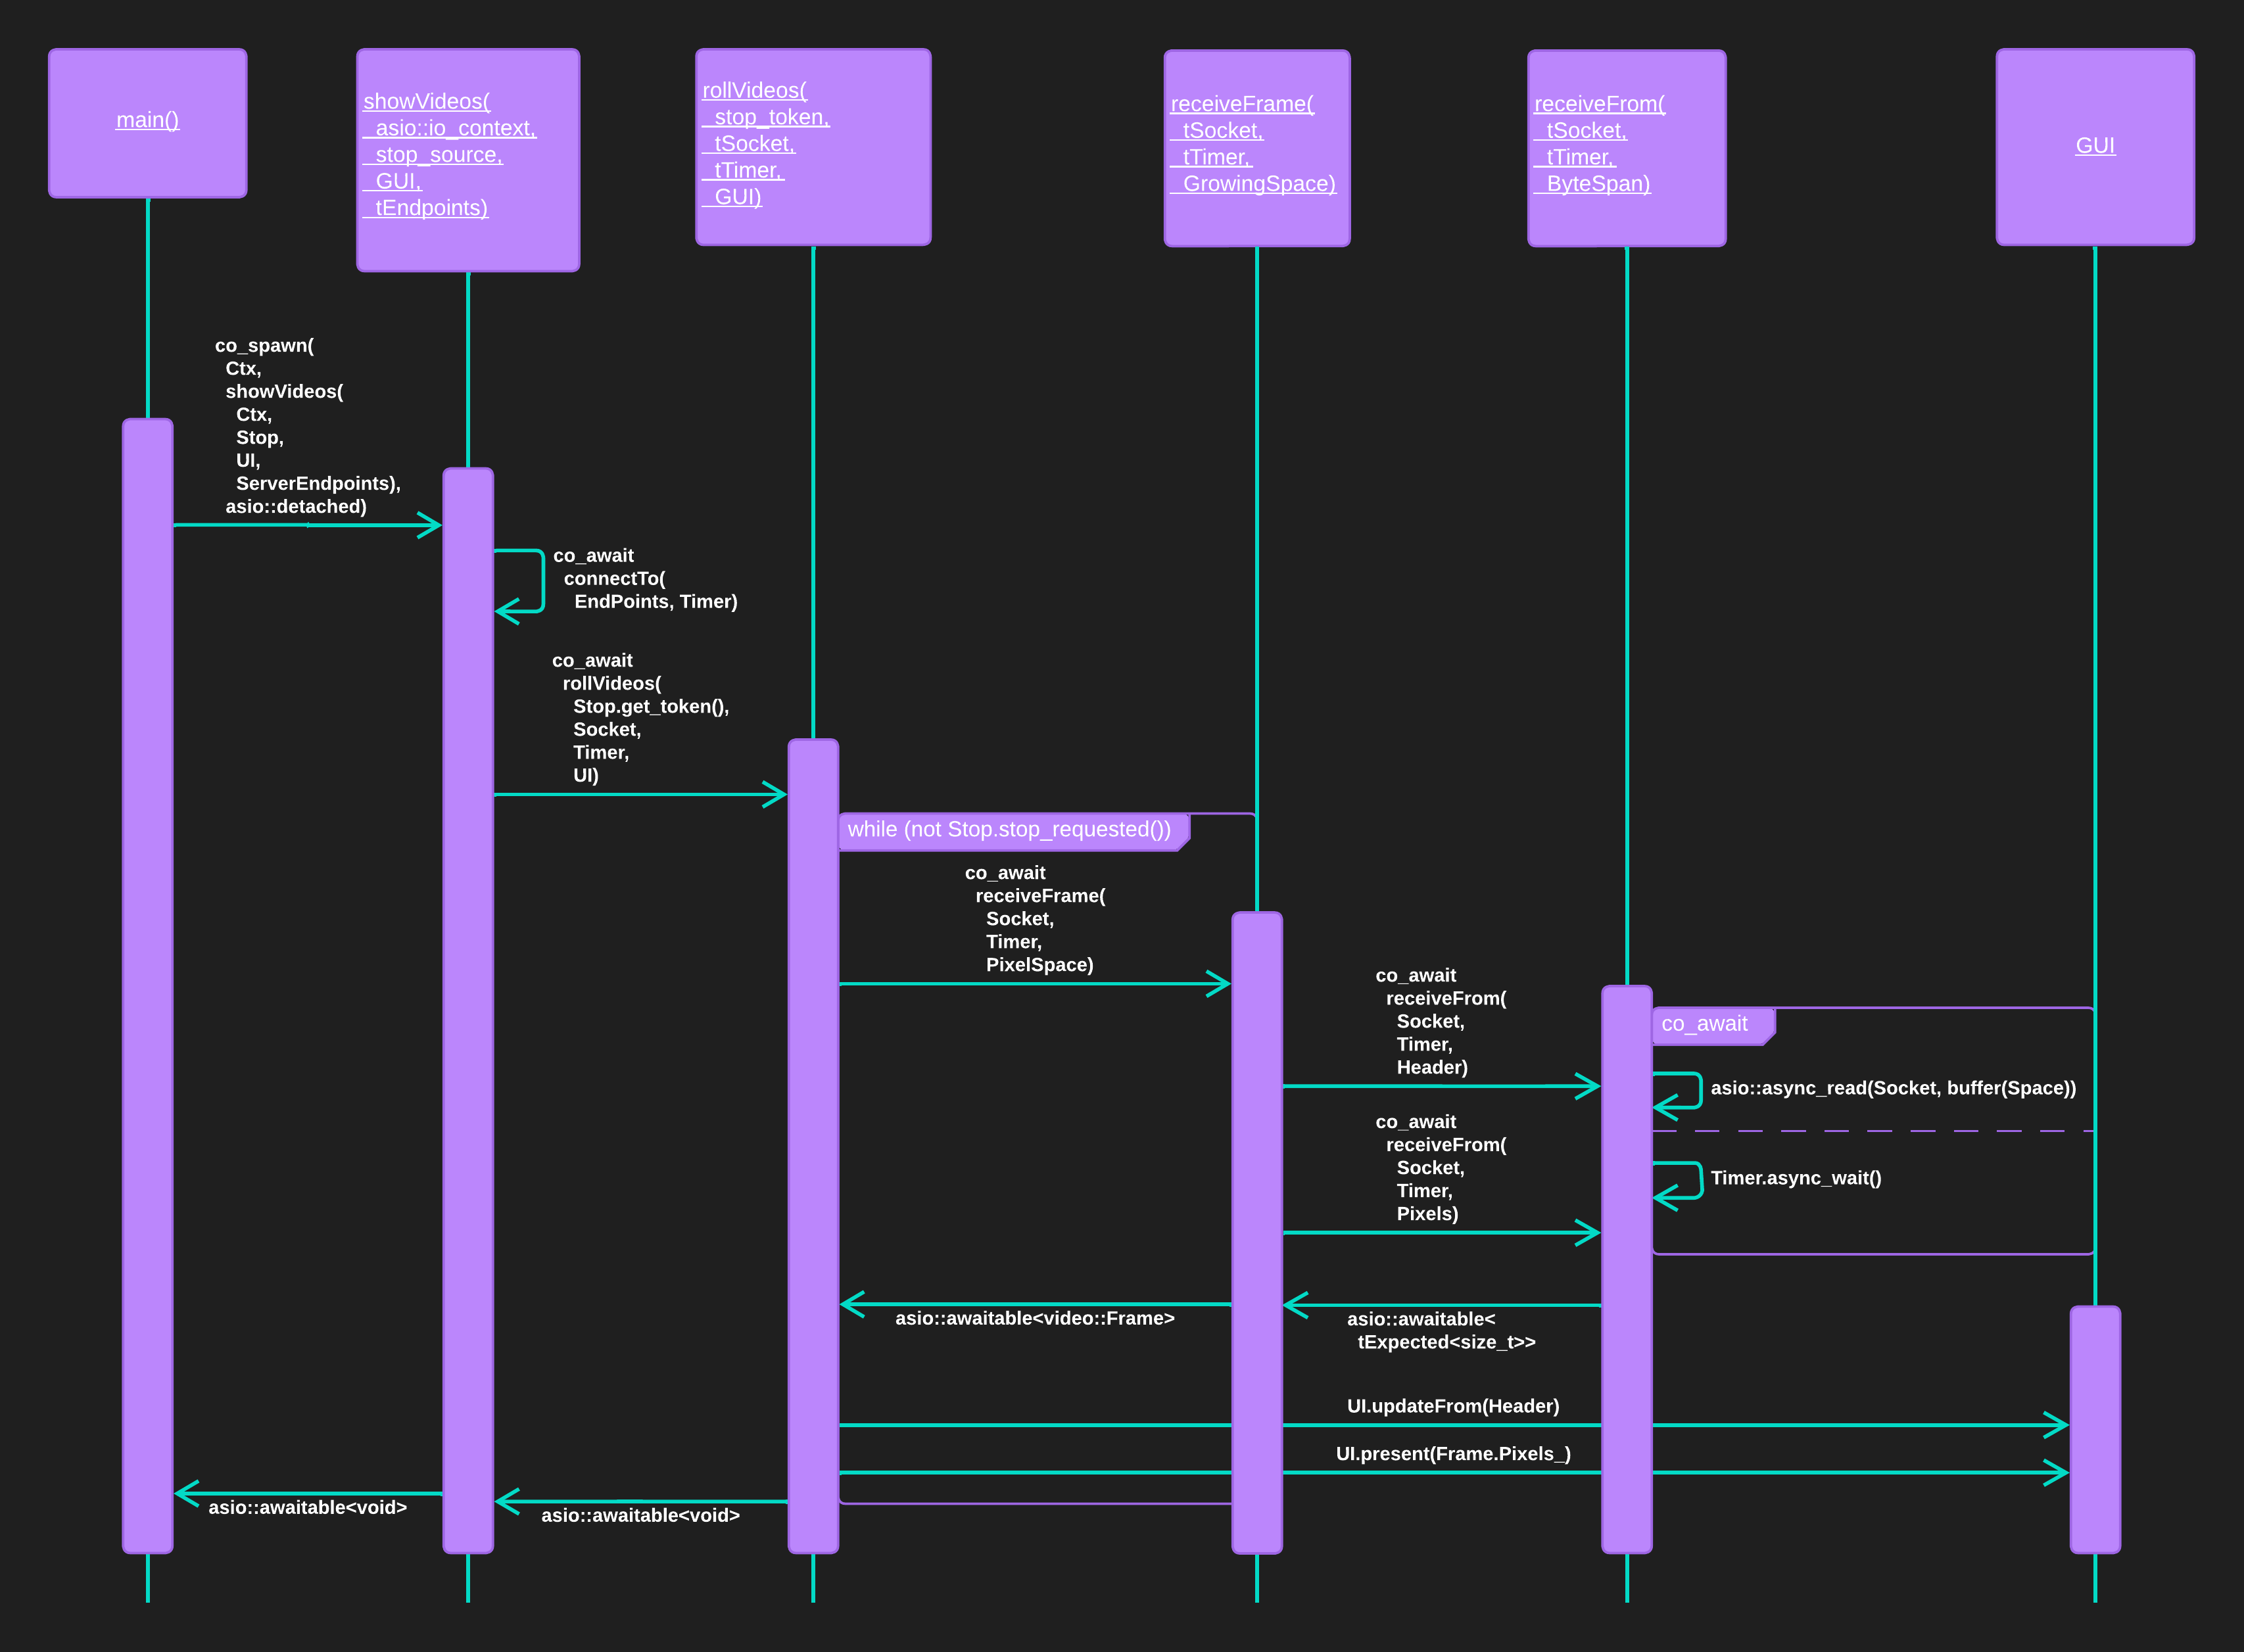 main()
showVideos(
  asio::io_context,
  stop_source,
  GUI,
  tEndpoints)
rollVideos(
  stop_token,
  tSocket,
  tTimer,
  GUI)
receiveFrame(
  tSocket,
  tTimer,
  GrowingSpace)
receiveFrom(
  tSocket,
  tTimer,
  ByteSpan)
GUI
co_spawn(
  Ctx,
  showVideos(
    Ctx,
    Stop,
    UI,
    ServerEndpoints),
  asio::detached)
co_await
  connectTo(
    EndPoints, Timer)
co_await
  rollVideos(
    Stop.get_token(),
    Socket,
    Timer,
    UI)
while (not Stop.stop_requested())
co_await
  receiveFrame(
    Socket,
    Timer,
    PixelSpace)
co_await
  receiveFrom(
    Socket,
    Timer,
    Header)
co_await
asio::async_read(Socket, buffer(Space))
co_await
  receiveFrom(
    Socket,
    Timer,
    Pixels)
Timer.async_wait()
asio::awaitable<video::Frame>
asio::awaitable<
  tExpected<size_t>>
UI.updateFrom(Header)
UI.present(Frame.Pixels_)
asio::awaitable<void>
asio::awaitable<void>